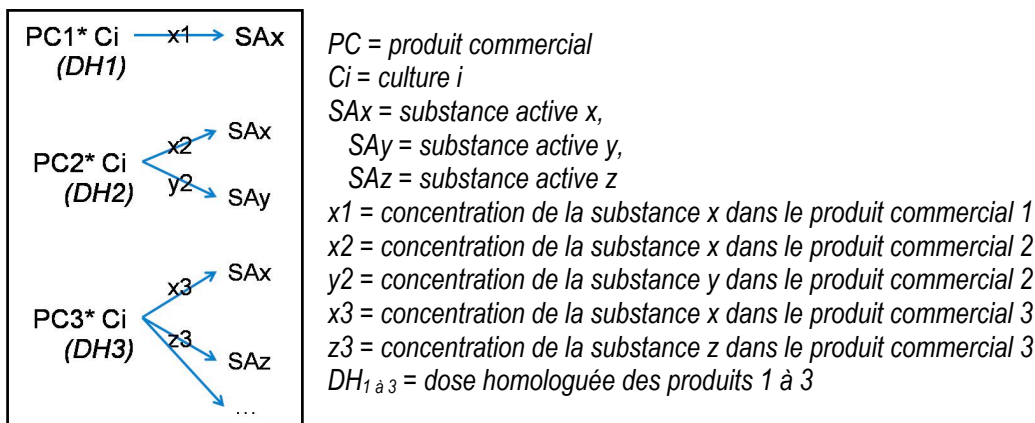 PC1* Ci x1 SAx
(DH1)
SAx
x2
PC2* Ci
(DH2) y2 SAy
SAx
x3
PC3* Ci
(DH3) z3
SAz
...
PC = produit commercial
Ci = culture i
SAx = substance active x,
SAy = substance active y,
SAz = substance active z
x1 = concentration de la substance x dans le produit commercial 1
x2 = concentration de la substance x dans le produit commercial 2
y2 = concentration de la substance y dans le produit commercial 2
x3 = concentration de la substance x dans le produit commercial 3
z3 = concentration de la substance z dans le produit commercial 3
DH1 à 3 = dose homologuée des produits 1 à 3